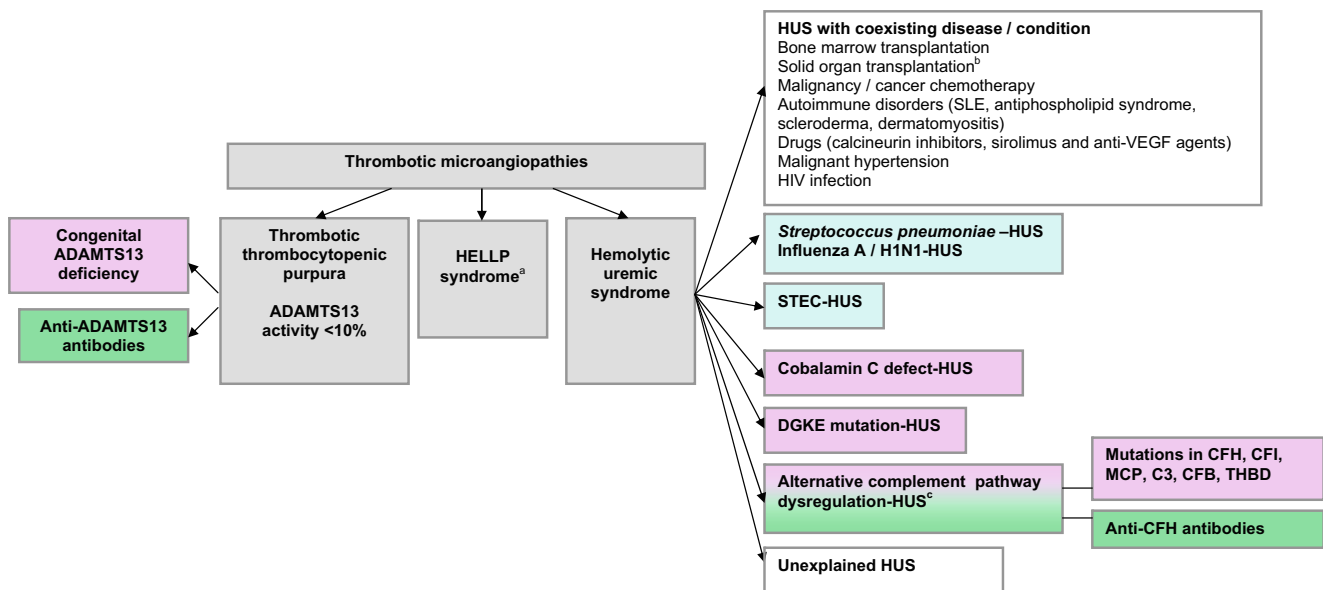 HUS with coexisting disease / condition
Bone marrow transplantation
Solid organ transplantationᵇ
Malignancy / cancer chemotherapy
Autoimmune disorders (SLE, antiphospholipid syndrome,
scleroderma, dermatomyositis)
Drugs (calcineurin inhibitors, sirolimus and anti-VEGF agents)
Malignant hypertension
HIV infection
Thrombotic microangiopathies
Congenital
ADAMTS13
deficiency
Anti-ADAMTS13
antibodies
Thrombotic
thrombocytopenic
purpura
ADAMTS13
activity <10%
HELLP
syndromeᵃ
Hemolytic
uremic
syndrome
Streptococcus pneumoniae –HUS
Influenza A / H1N1-HUS
STEC-HUS
Cobalamin C defect-HUS
DGKE mutation-HUS
Alternative complement pathway
dysregulation-HUSᶜ
Mutations in CFH, CFI,
MCP, C3, CFB, THBD
Anti-CFH antibodies
Unexplained HUS